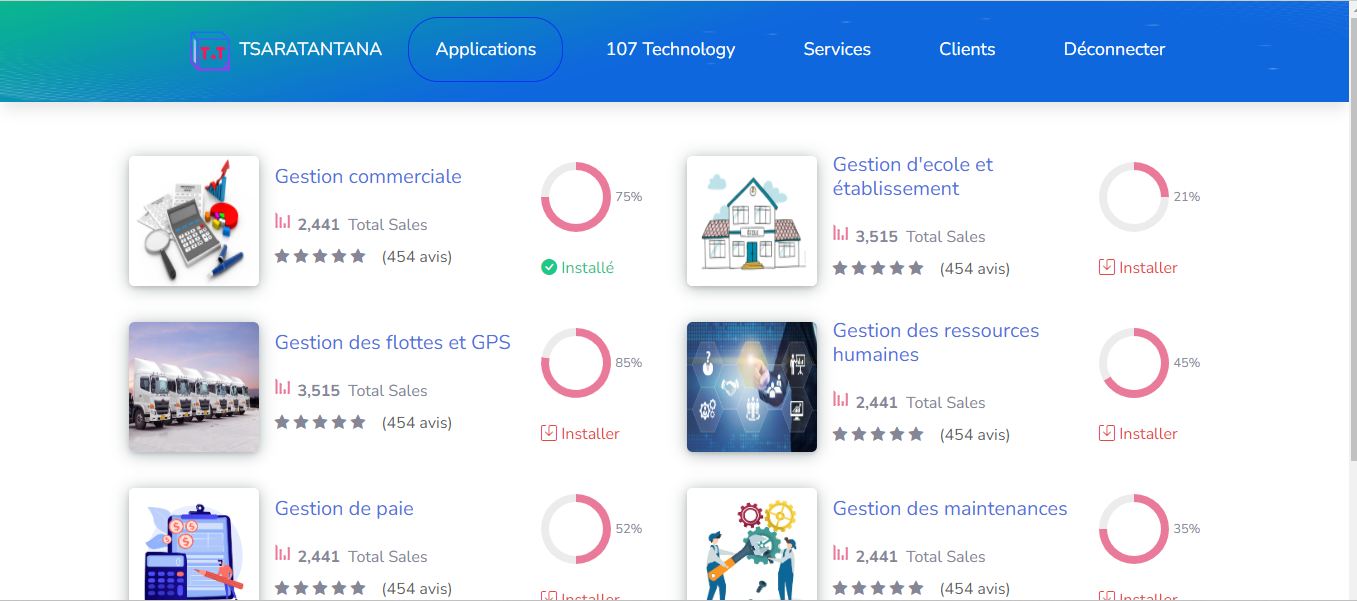 TSARATANTANA
Applications
107 Technology
Services
Clients
Déconnecter
Gestion commerciale
2,441 Total Sales
(454 avis)
75%
Installé
ECOLE
Gestion d'ecole et
établissement
3,515 Total Sales
(454 avis)
21%
Installer
Gestion des flottes et GPS
3,515 Total Sales
(454 avis)
85%
Installer
Gestion des ressources
humaines
2,441 Total Sales
(454 avis)
45%
Installer
Gestion de paie
2,441 Total Sales
(454 avis)
52%
Installer
Gestion des maintenances
2,441 Total Sales
(454 avis)
35%
Installer